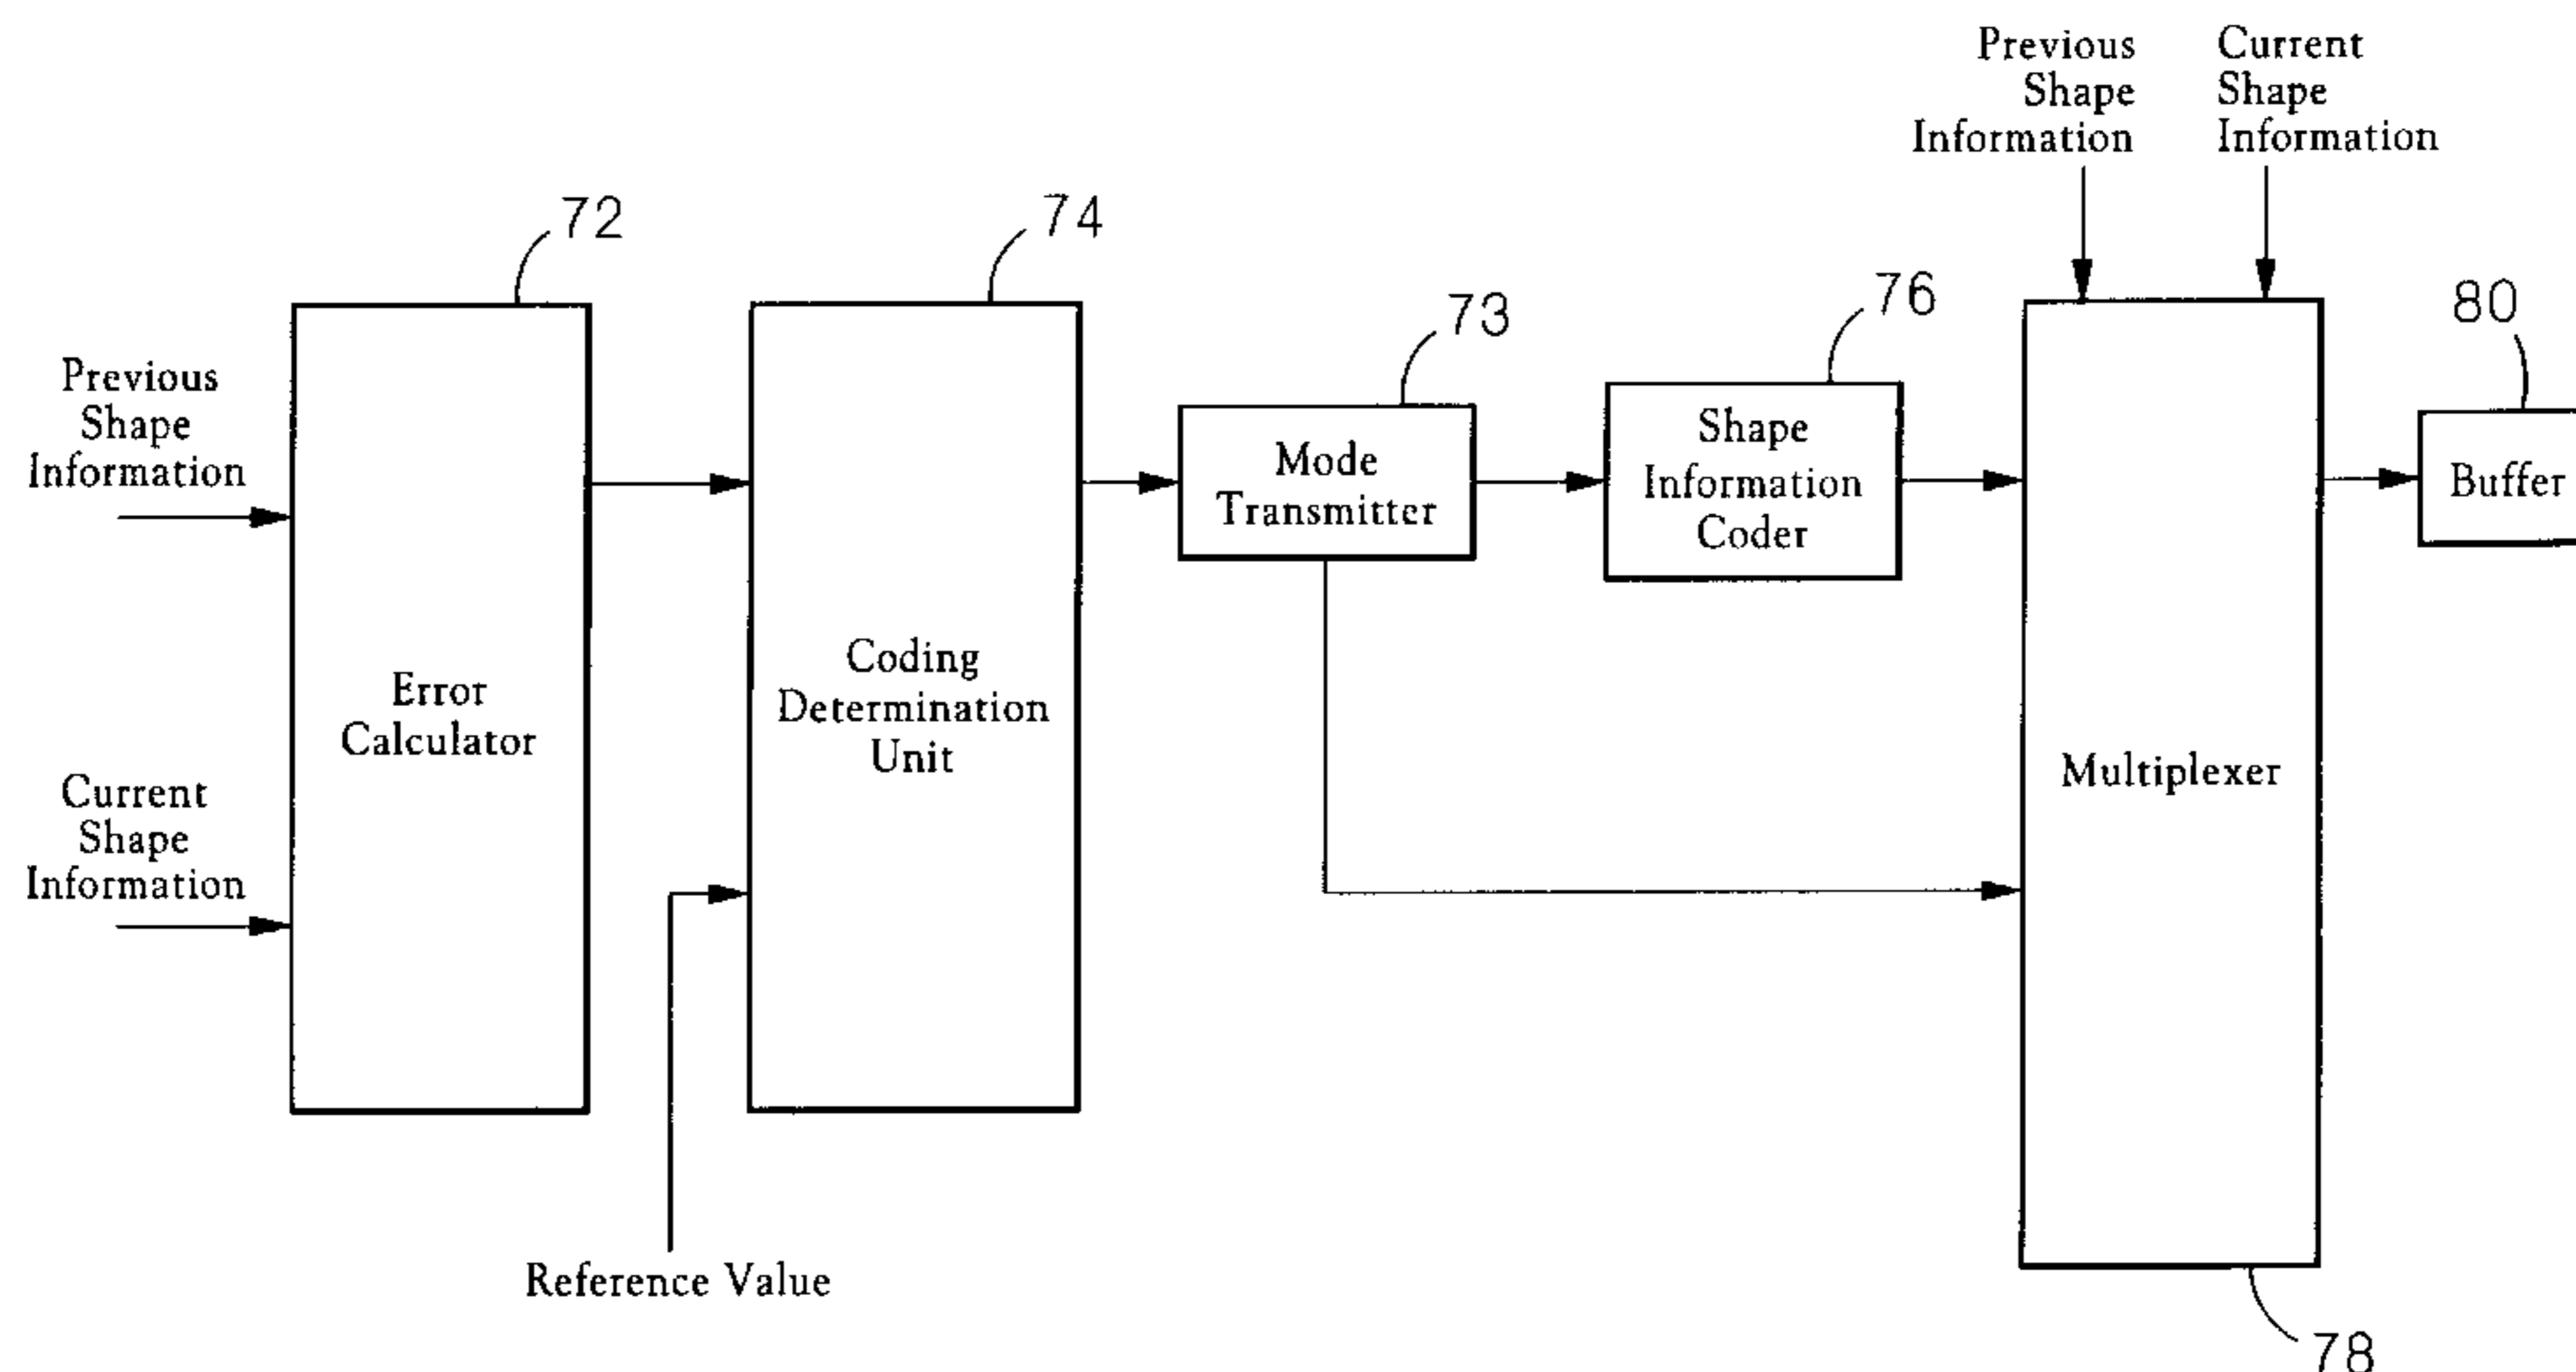 Previous
Shape
Information
Current
Shape
Information
72
74
73
76
80
Previous
Shape
Information
Current
Shape
Information
Error
Calculator
Coding
Determination
Unit
Mode
Transmitter
Shape
Information
Coder
Multiplexer
Buffer
Reference Value
78